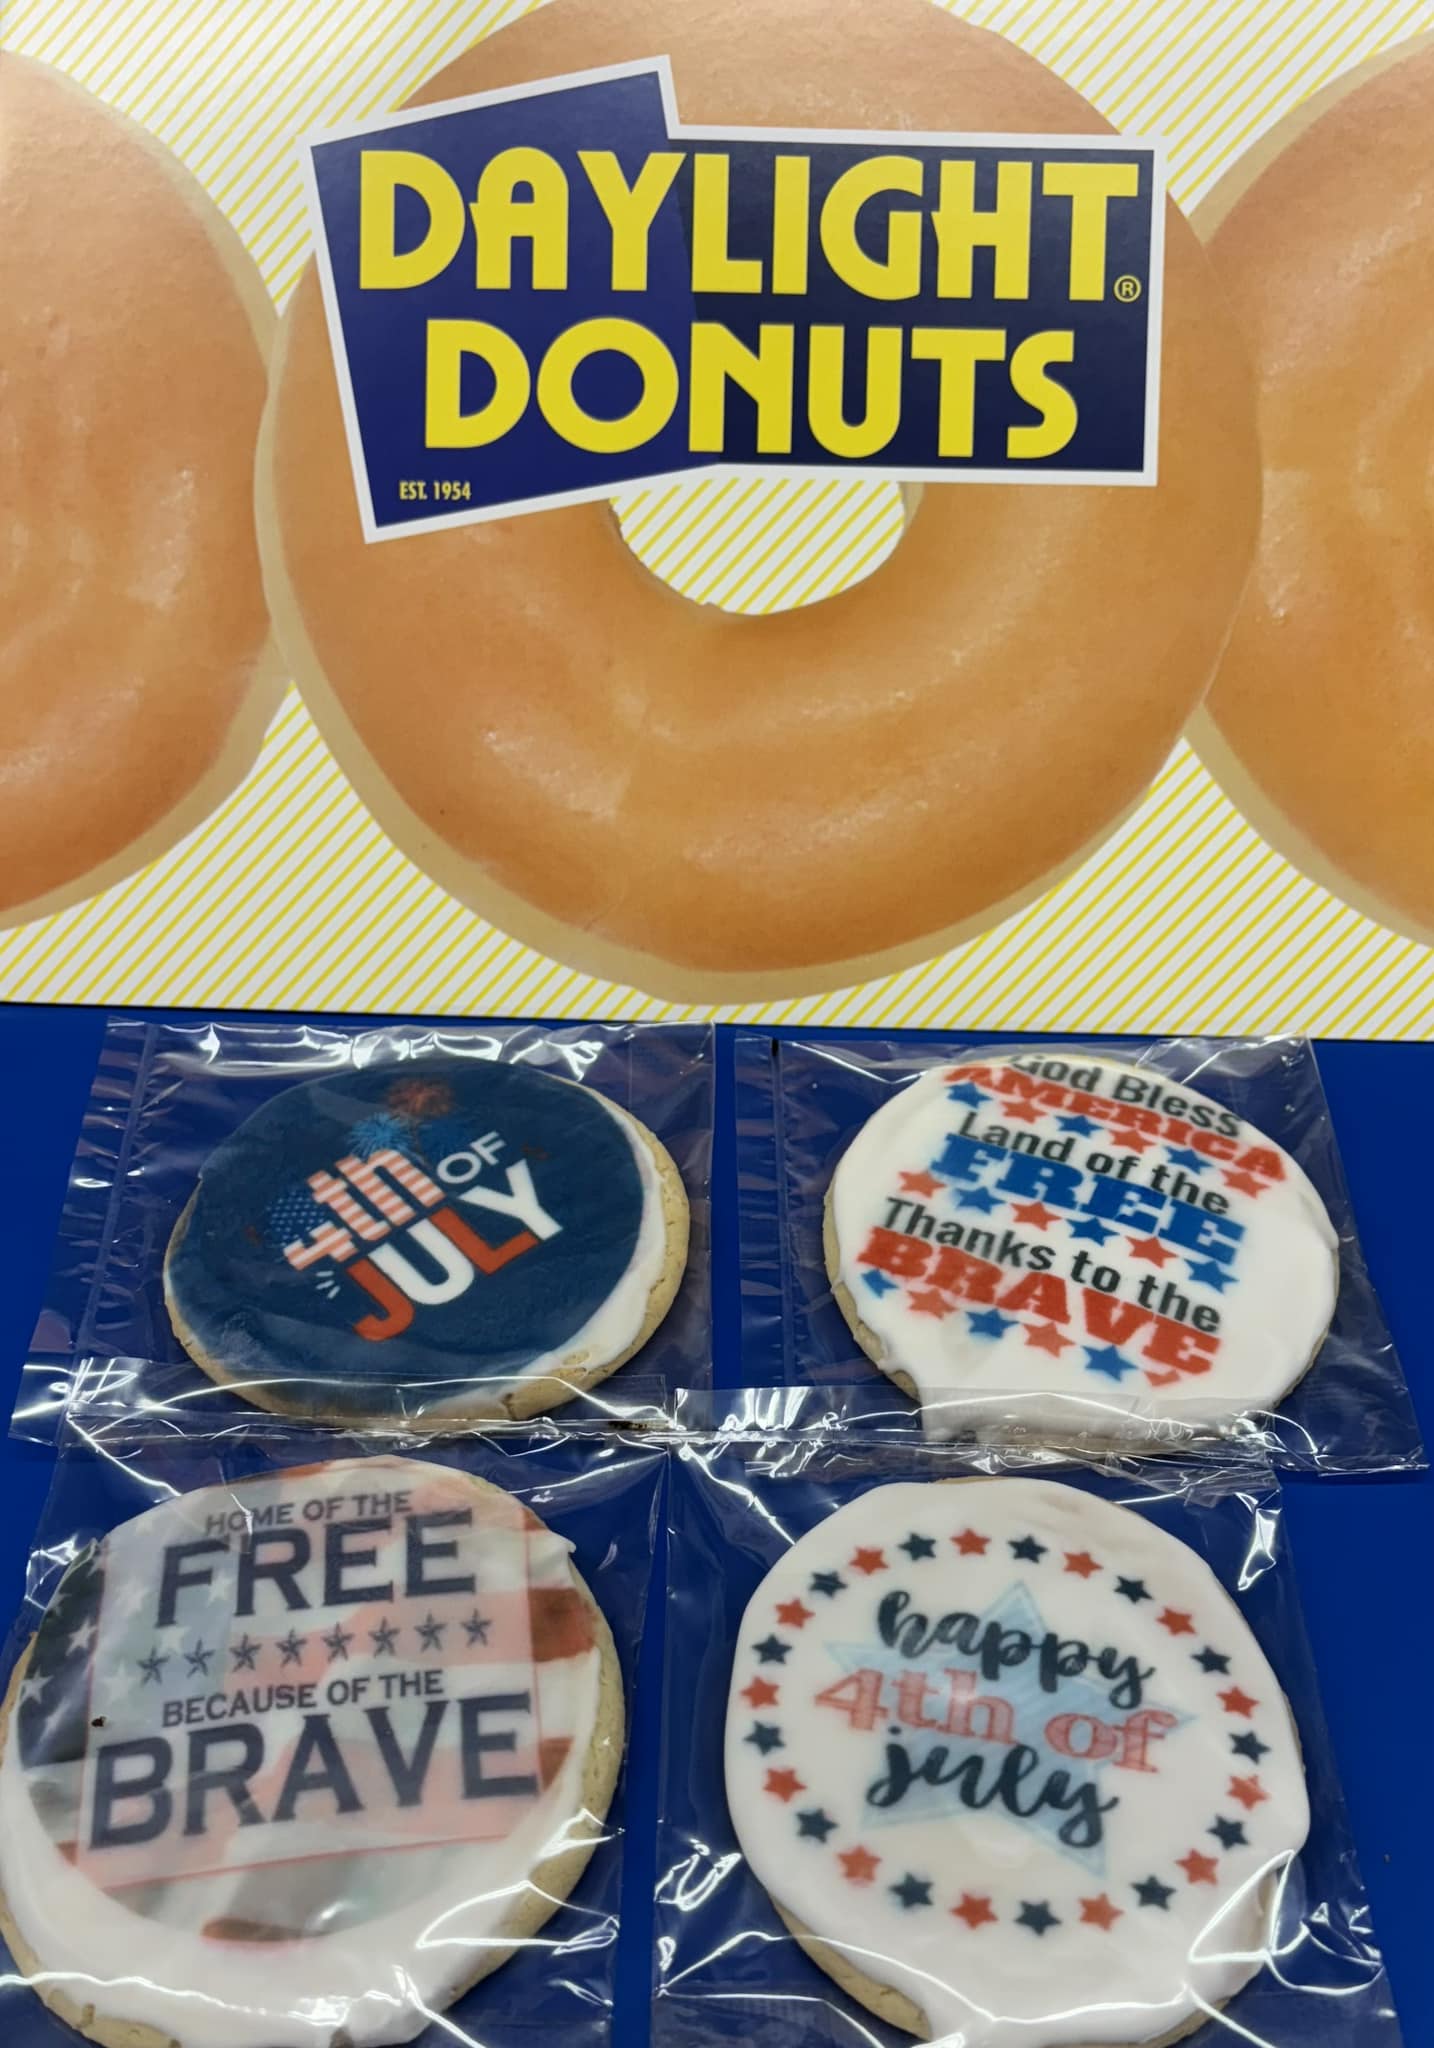 DAYLIGHT®
DONUTS
EST. 1954
4th OF
JULY
God Bless
AMERICA
Land of the
FREE
Thanks to the
BRAVE
HOME OF THE
FREE
BECAUSE OF THE
BRAVE
happy
4th of
july